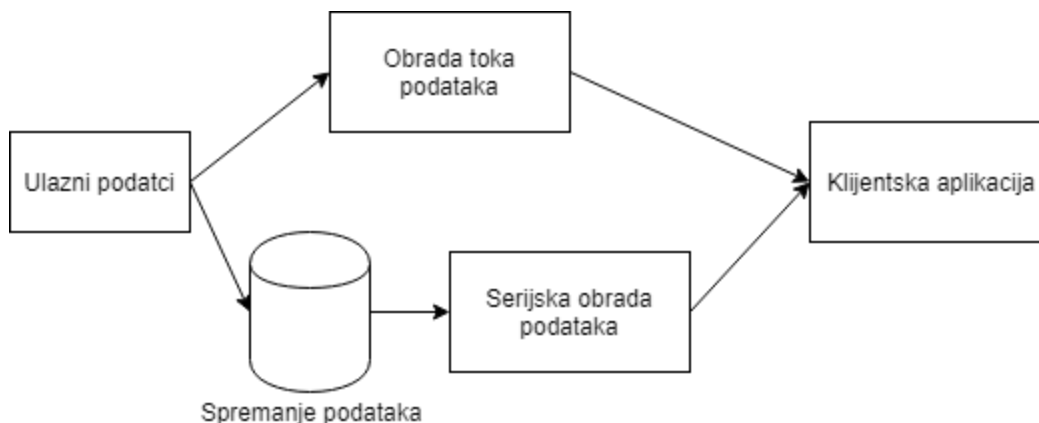 Obrada toka
podataka
Ulazni podatci
Klijentska aplikacija
Serijska obrada
podataka
Spremanje podataka